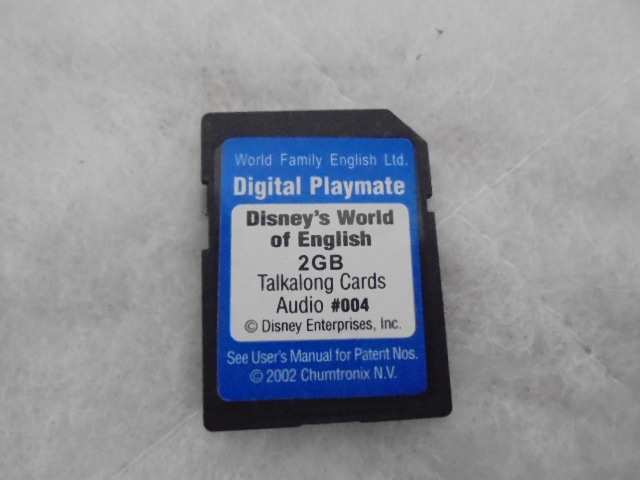 World Family English Ltd.
Digital Playmate
Disney's World
of English
2GB
Talkalong Cards
Audio #004
© Disney Enterprises, Inc.
See User's Manual for Patent Nos.
© 2002 Chumtronix N.V.